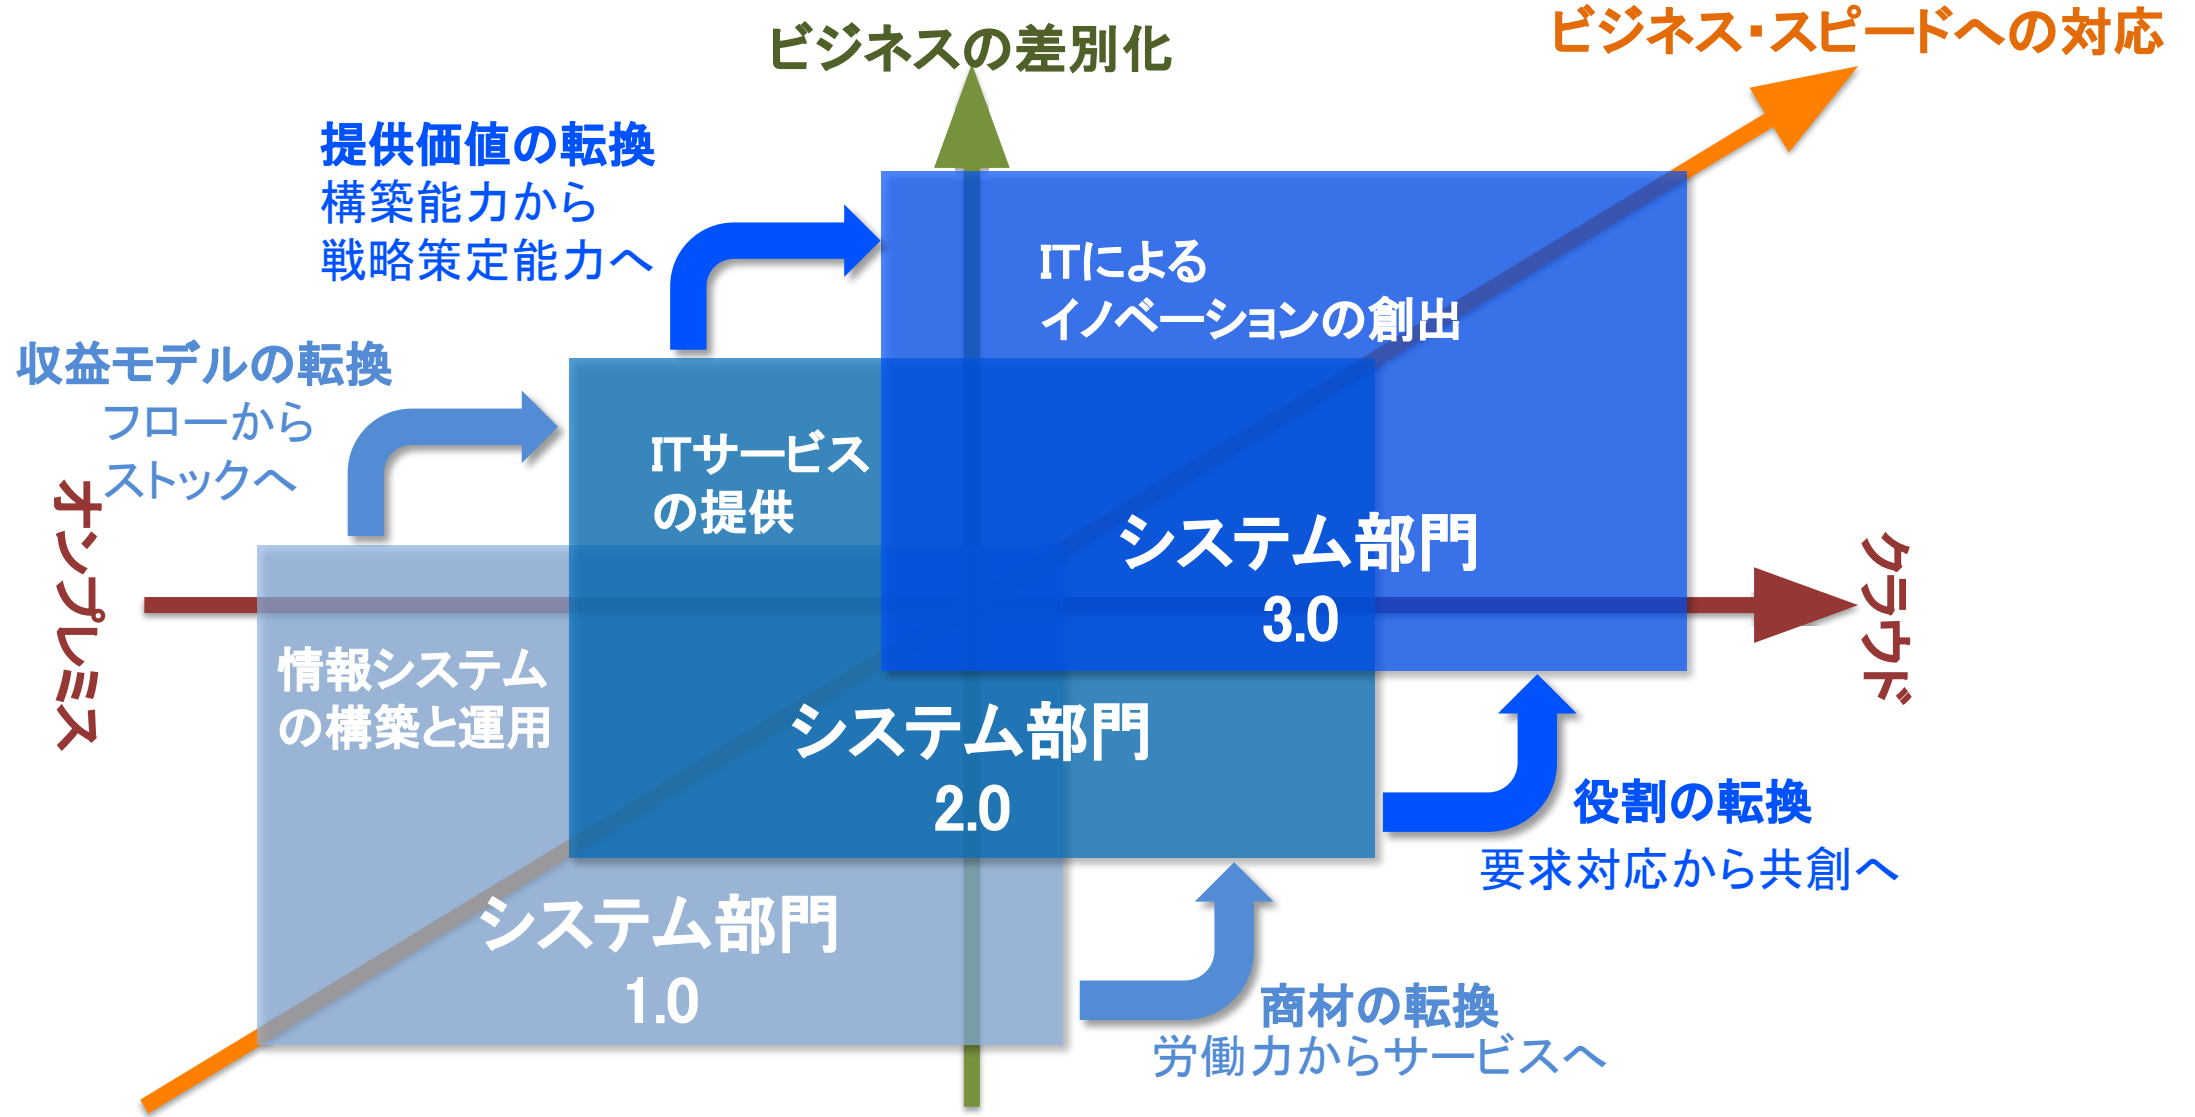 ビジネスの差別化
ビジネス・スピードへの対応
提供価値の転換
構築能力から
戦略策定能力へ
ITによる
イノベーションの創出
収益モデルの転換
フローから
ストックへ
ITサービス
の提供
オンプレミス
クラウド
システム部門
3.0
情報システム
の構築と運用
システム部門
2.0
役割の転換
要求対応から共創へ
システム部門
1.0
商材の転換
労働力からサービスへ